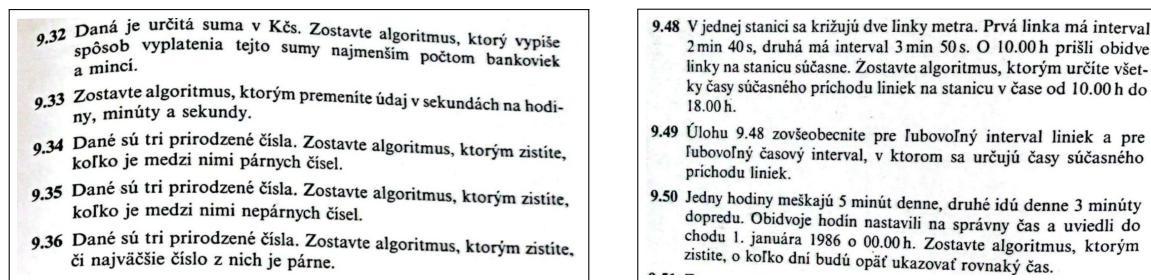 9.32 Daná je určitá suma v Kčs. Zostavte algoritmus, ktorý vypíše
spôsob vyplatenia tejto sumy najmenším počtom bankoviek
a mincí.
9.33 Zostavte algoritmus, ktorým premeníte údaj v sekundách na hodi-
ny, minúty a sekundy.
9.34 Dané sú tri prirodzené čísla. Zostavte algoritmus, ktorým zistíte,
koľko je medzi nimi párnych čísel.
9.35 Dané sú tri prirodzené čísla. Zostavte algoritmus, ktorým zistíte,
koľko je medzi nimi nepárnych čísel.
9.36 Dané sú tri prirodzené čísla. Zostavte algoritmus, ktorým zistíte,
či najväčšie číslo z nich je párne.
9.48 V jednej stanici sa križujú dve linky metra. Prvá linka má interval
2 min 40 s, druhá má interval 3 min 50 s. O 10.00 h prišli obidve
linky na stanicu súčasne. Zostavte algoritmus, ktorým určíte všet-
ky časy súčasného príchodu liniek na stanicu v čase od 10.00 h do
18.00 h.
9.49 Úlohu 9.48 zovšeobecnite pre ľubovoľný interval liniek a pre
ľubovoľný časový interval, v ktorom sa určujú časy súčasného
príchodu liniek.
9.50 Jedny hodiny meškajú 5 minút denne, druhé idú denne 3 minúty
dopredu. Obidvoje hodín nastavili na správny čas a uviedli do
chodu 1. januára 1986 o 00.00 h. Zostavte algoritmus, ktorým
zistíte, o koľko dní budú opäť ukazovať rovnaký čas.